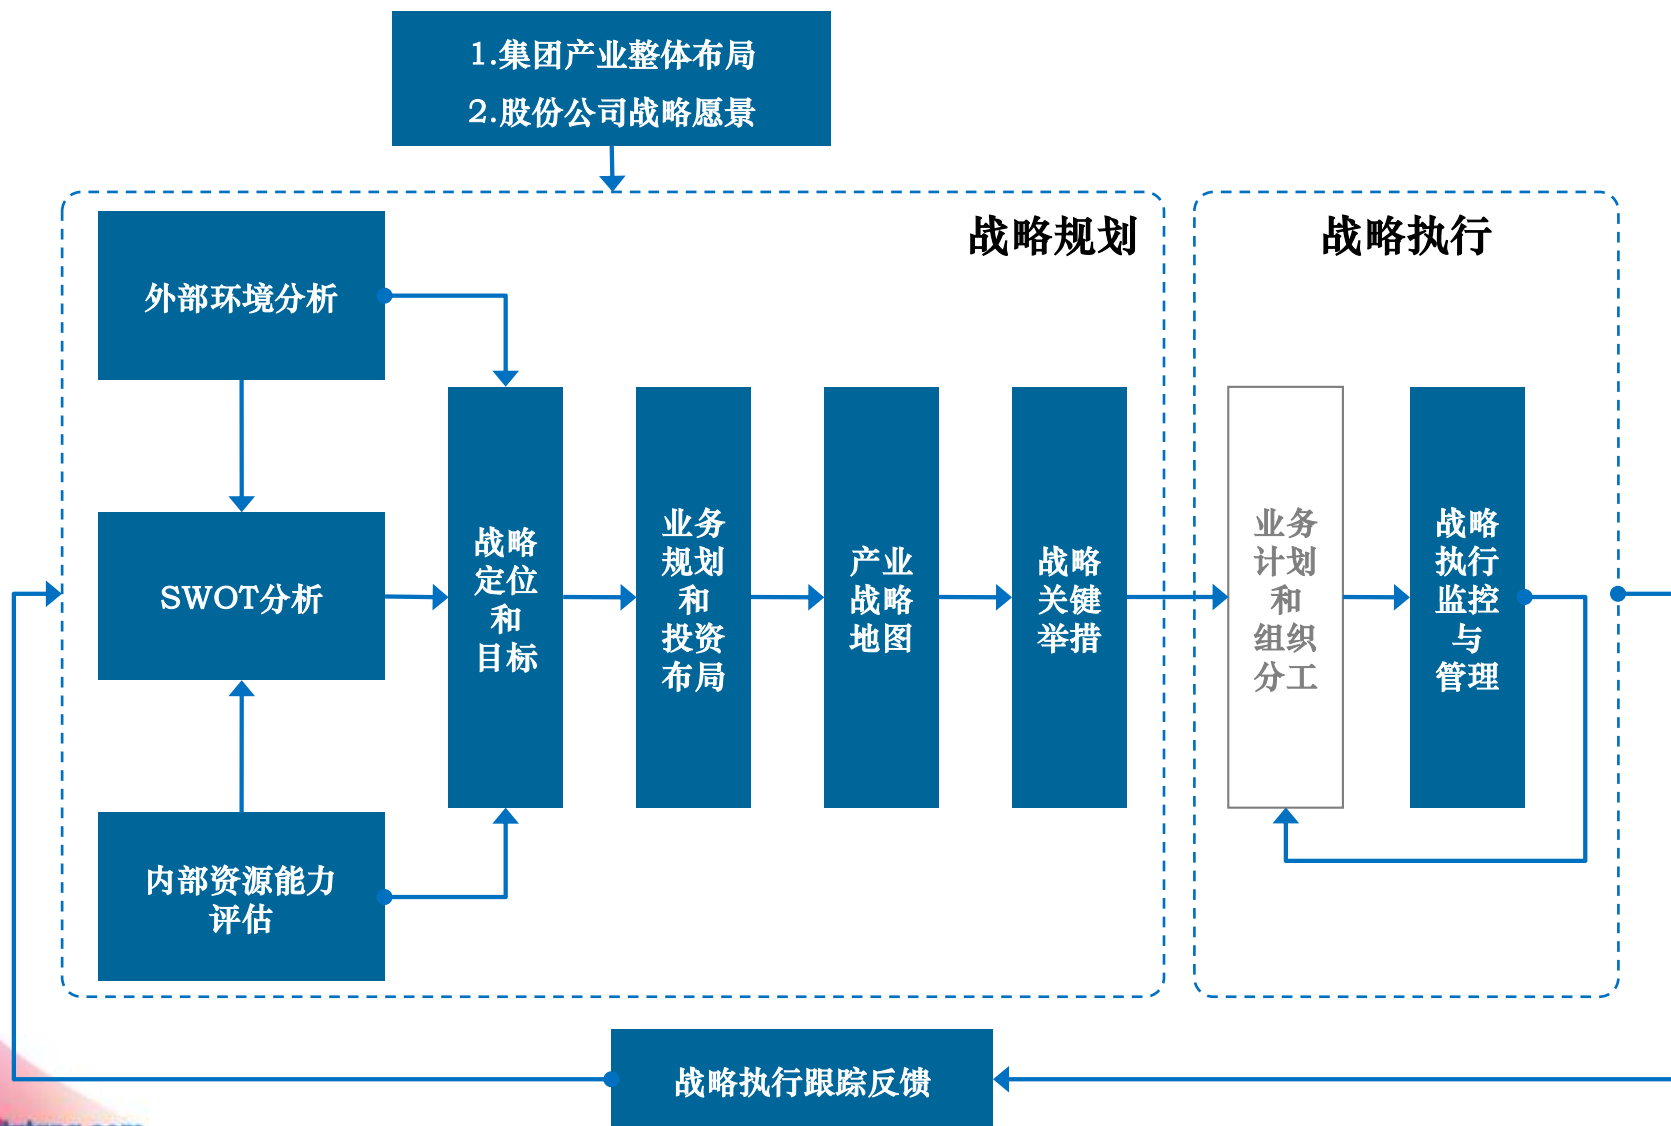 1.集团产业整体布局
2.股份公司战略愿景
战略规划
战略执行
外部环境分析
SWOT分析
内部资源能力
评估
战略
定位
和
目标
业务
规划
和
投资
布局
产业
战略
地图
战略
关键
举措
业务
计划
和
组织
分工
战略
执行
监控
与
管理
战略执行跟踪反馈